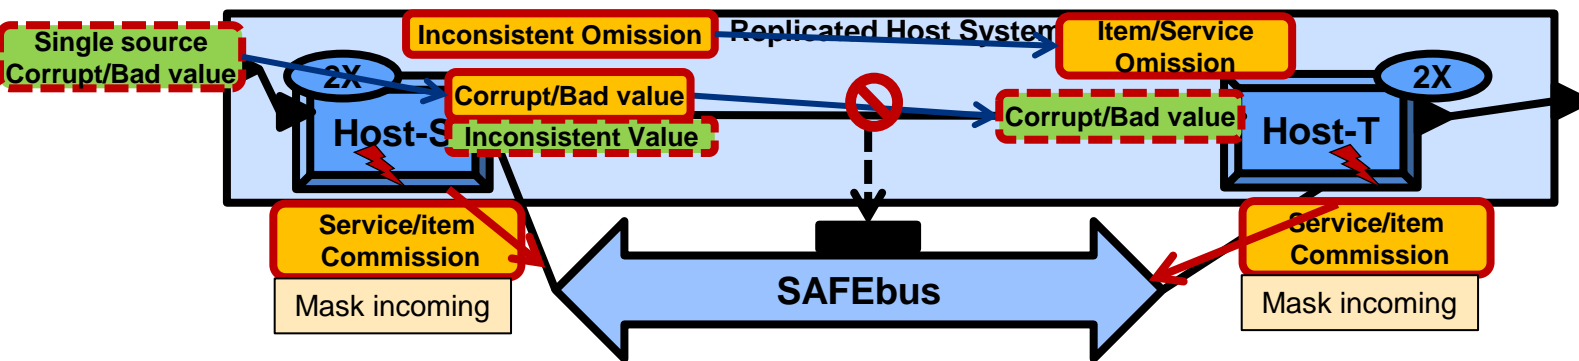 Single source
Corrupt/Bad value
Inconsistent Omission
Replicated Host System
Item/Service
Omission
2X
2X
Corrupt/Bad value
Inconsistent Value
Host-S
Corrupt/Bad value
Host-T
Service/item
Commission
Mask incoming
SAFEbus
Service/item
Commission
Mask incoming